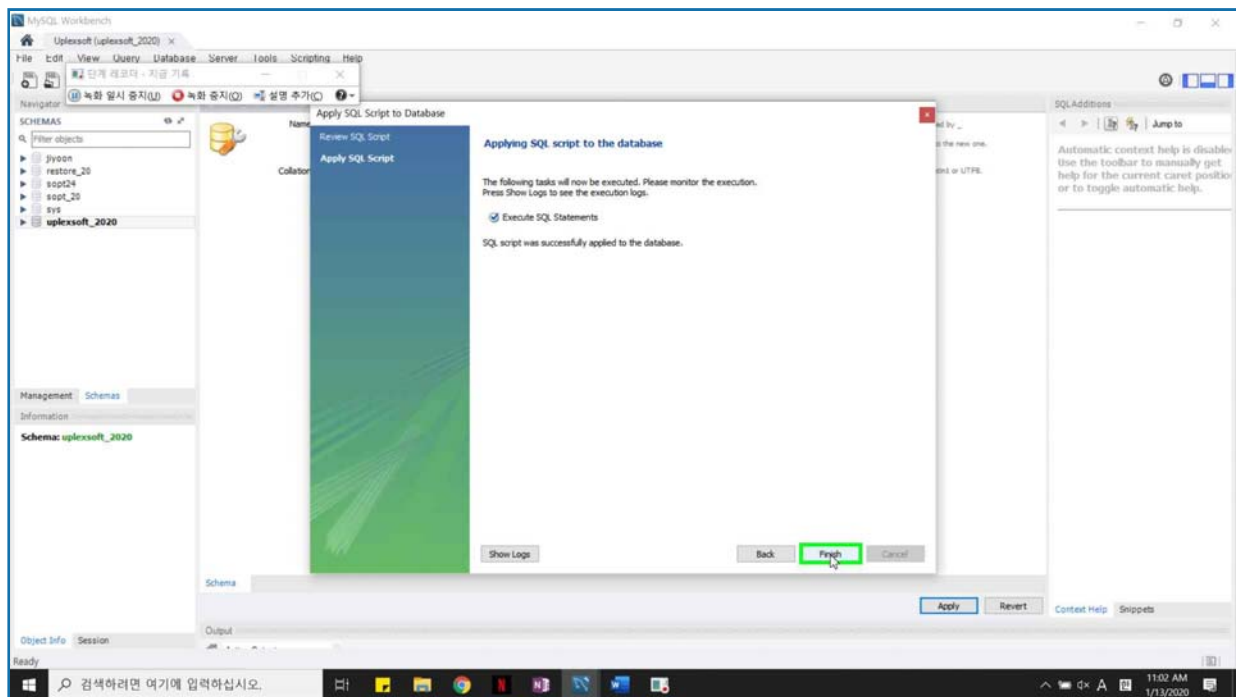 MySQL Workbench
Uplexsoft (uplexsoft_2020) ×
File Edit View Query Database Server Tools Scripting Help
단계 레코더 - 지금 기록
녹화 일시 중지(U) 녹화 중지(O) 설명 추가(C)
Navigator
SCHEMAS
Filter objects
jiyoon
restore_20
sopt24
sopt_20
sys
uplexsoft_2020
Management Schemas
Information
Schema: uplexsoft_2020
Object Info Session
Ready
Name
Collation
Apply SQL Script to Database
Review SQL Script
Apply SQL Script
Applying SQL script to the database
The following tasks will now be executed. Please monitor the execution.
Press Show Logs to see the execution logs.
Execute SQL Statements
SQL script was successfully applied to the database.
Show Logs Back Finish Cancel
ed by _
s the new one.
or UTF8.
Schema
Apply Revert
Output
SQLAdditions
Jump to
Automatic context help is disabled
Use the toolbar to manually get
help for the current caret position
or to toggle automatic help.
Context Help Snippets
검색하려면 여기에 입력하십시오.
A
11:02 AM
1/13/2020